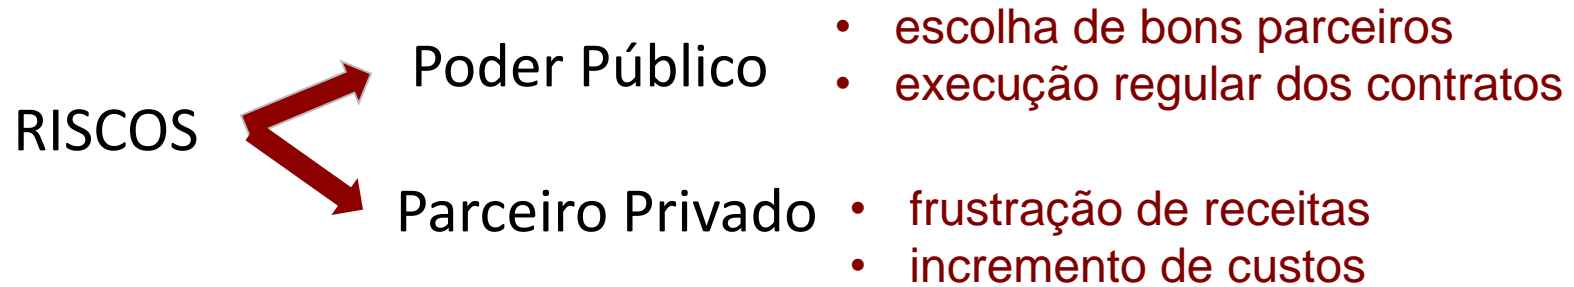 RISCOS
Poder Público
• escolha de bons parceiros
• execução regular dos contratos
Parceiro Privado
• frustração de receitas
• incremento de custos